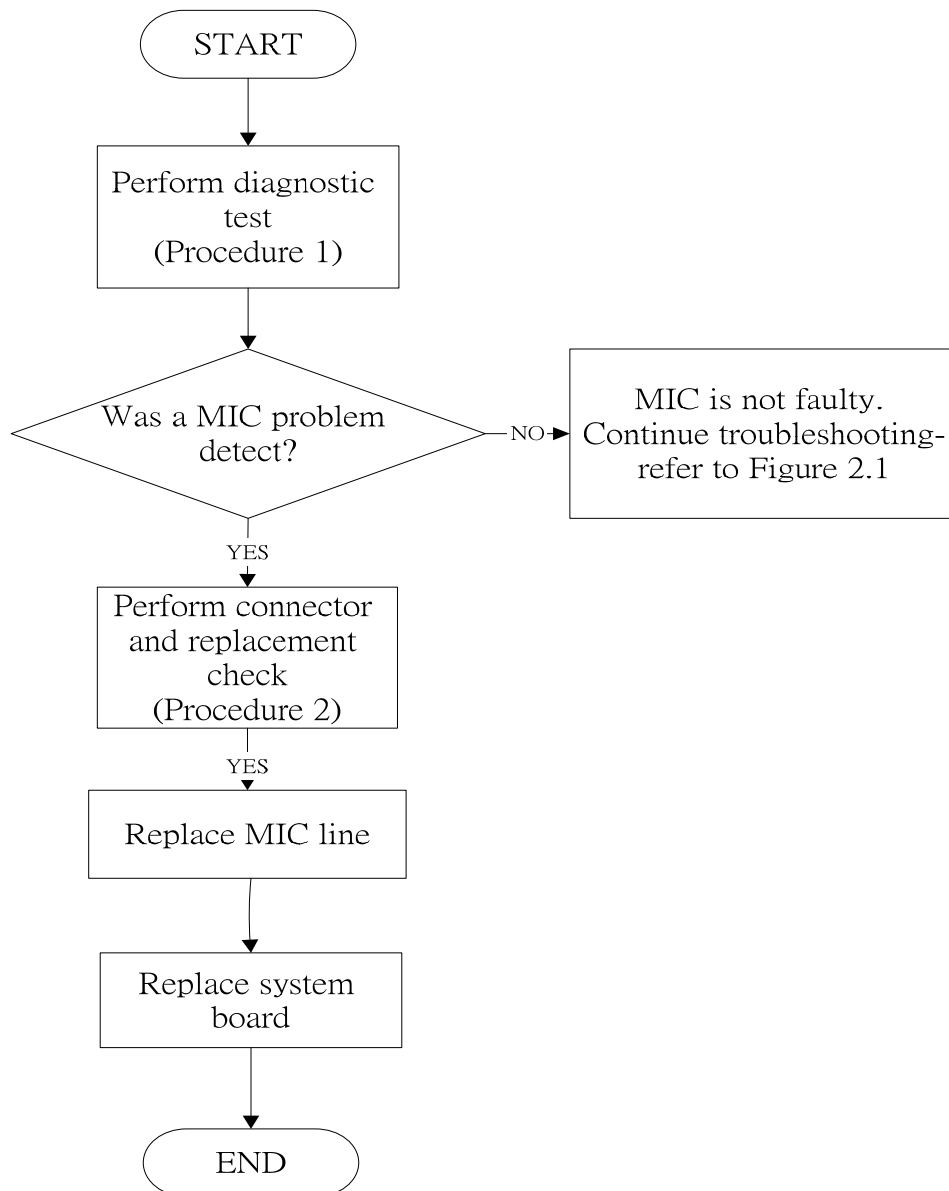 START
Perform diagnostic
test
(Procedure 1)
Was a MIC problem
detect?
NO
MIC is not faulty.
Continue troubleshooting-
refer to Figure 2.1
YES
Perform connector
and replacement
check
(Procedure 2)
YES
Replace MIC line
Replace system
board
END